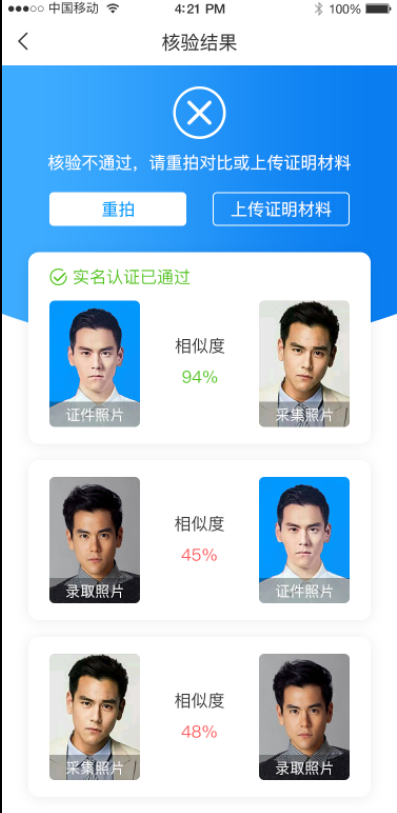 中国移动 4:21 PM 100%
核验结果
核验不通过，请重拍对比或上传证明材料
重拍 上传证明材料
实名认证已通过
相似度
94%
证件照片 采集照片
相似度
45%
录取照片 证件照片
相似度
48%
采集照片 录取照片